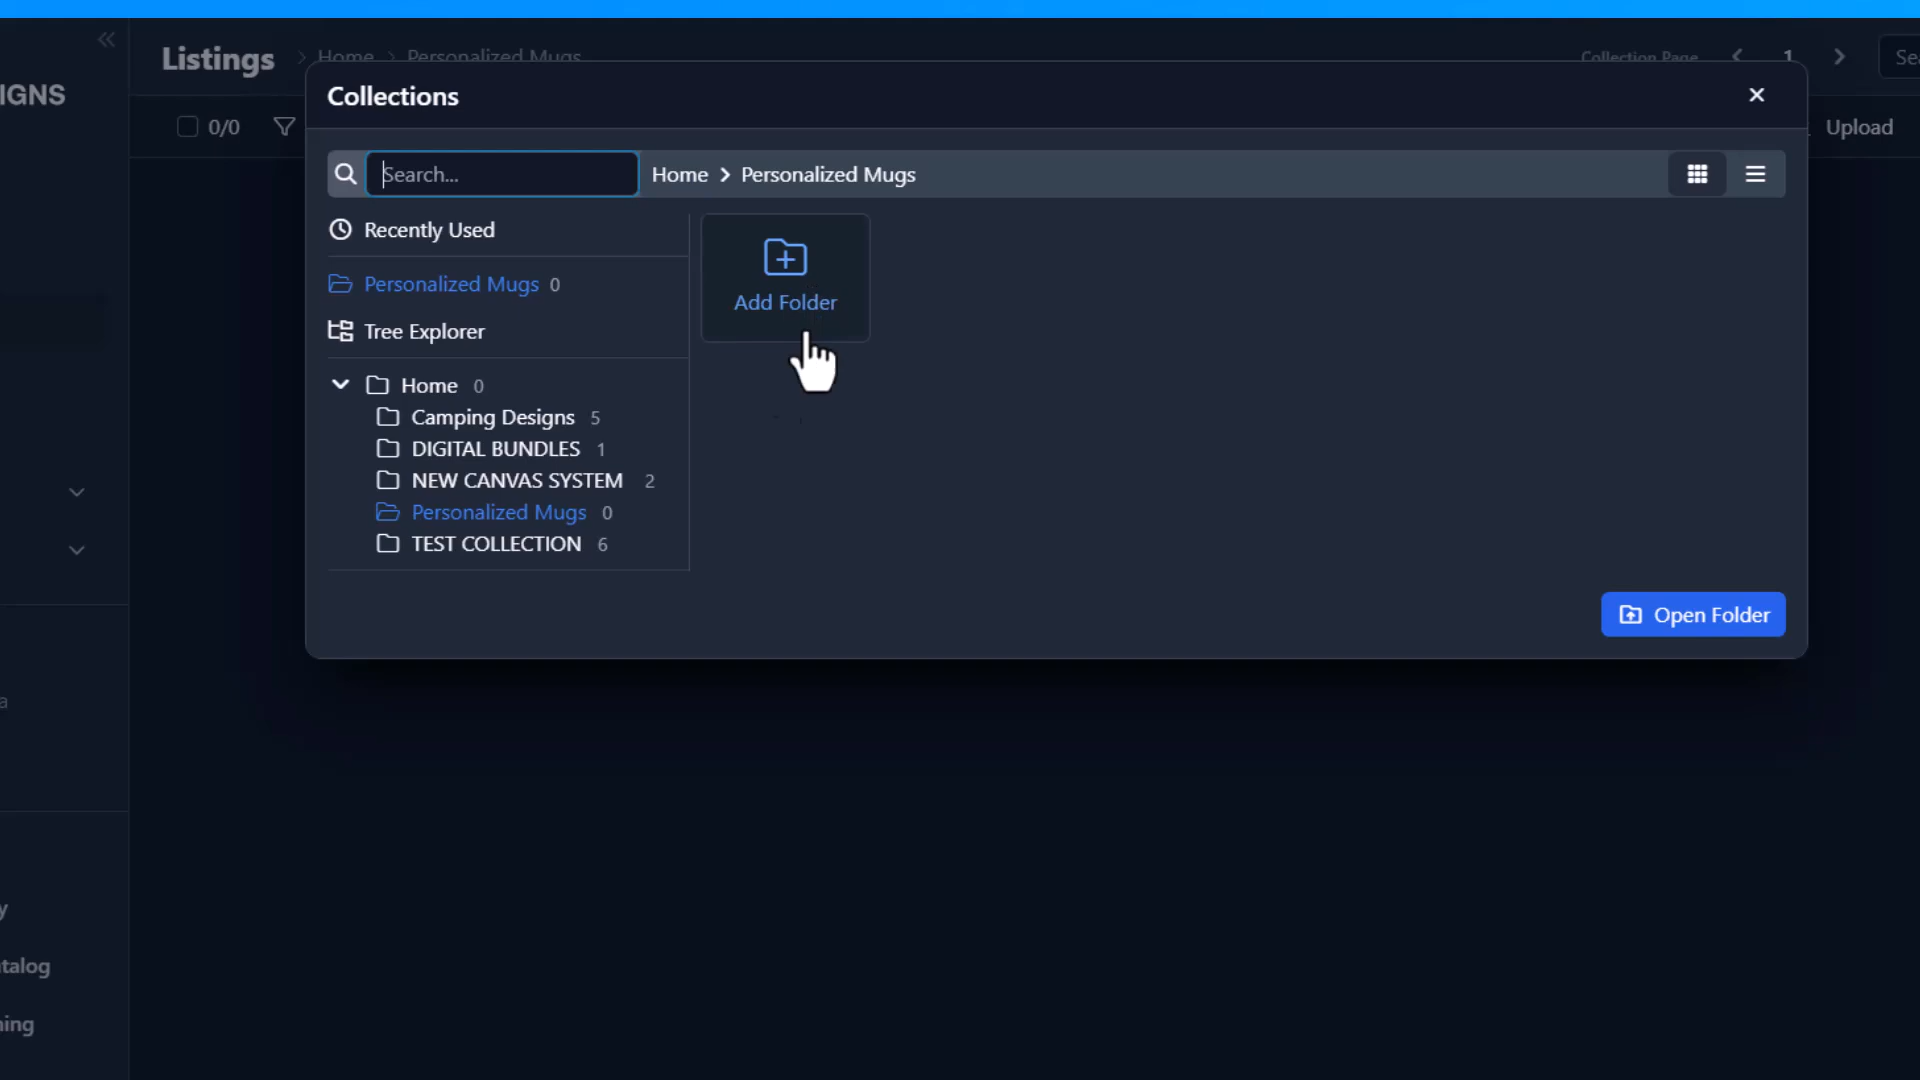 Listings > Home > Personalized Mugs
Collection Page < 1 >
IGNS
0/0
Upload
Collections
Search...
Home > Personalized Mugs
Recently Used
Personalized Mugs 0
Tree Explorer
Home 0
Camping Designs 5
DIGITAL BUNDLES 1
NEW CANVAS SYSTEM 2
Personalized Mugs 0
TEST COLLECTION 6
Add Folder
Open Folder
Sea
a
y
talog
ning